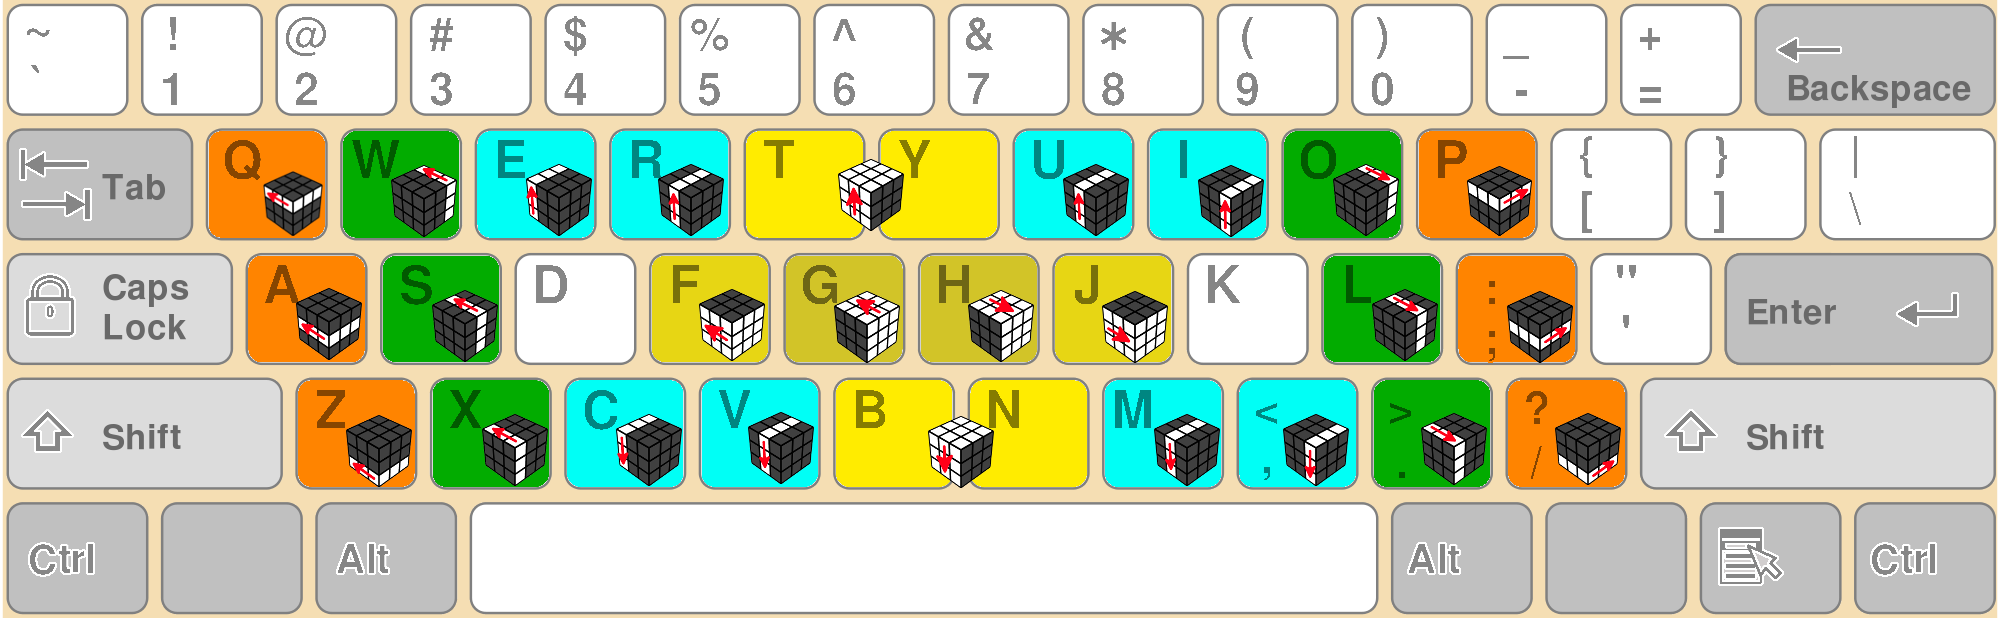 ~ ! @ # $ % ^ & * ( ) _ +
` 1 2 3 4 5 6 7 8 9 0 - = Backspace
Tab Q W E R T Y U I O P { } |
[ ] \
Caps Lock A S D F G H J K L : "
; '
Enter
Shift Z X C V B N M < > ?
, . /
Shift
Ctrl Alt Alt Ctrl